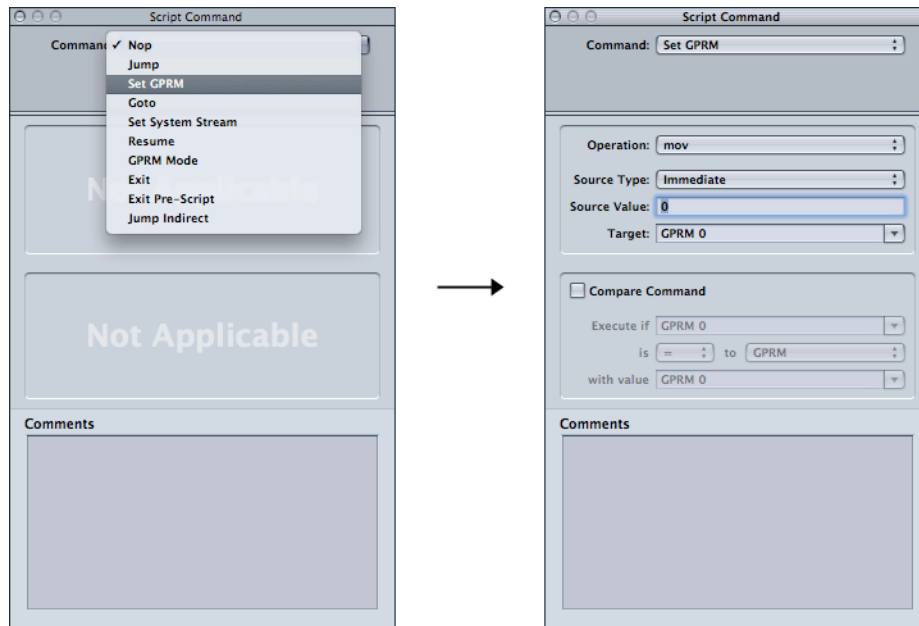 Script Command
Command:
✓ Nop
Jump
Set GPRM
Goto
Set System Stream
Resume
GPRM Mode
Exit
Exit Pre-Script
Jump Indirect
Not Applicable
Not Applicable
Comments
Script Command
Command: Set GPRM
Operation: mov
Source Type: Immediate
Source Value: 0
Target: GPRM 0
Compare Command
Execute if GPRM 0
is = to GPRM
with value GPRM 0
Comments